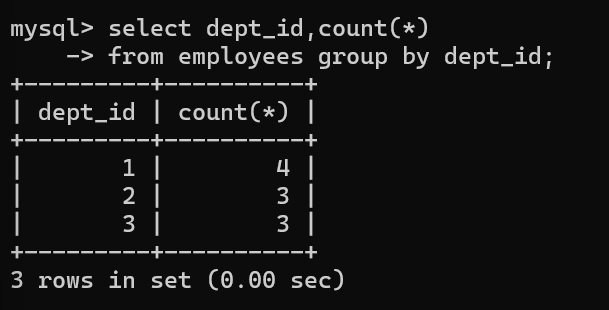 mysql> select dept_id,count(*)
    -> from employees group by dept_id;
+---------+----------+
| dept_id | count(*) |
+---------+----------+
|       1 |        4 |
|       2 |        3 |
|       3 |        3 |
+---------+----------+
3 rows in set (0.00 sec)